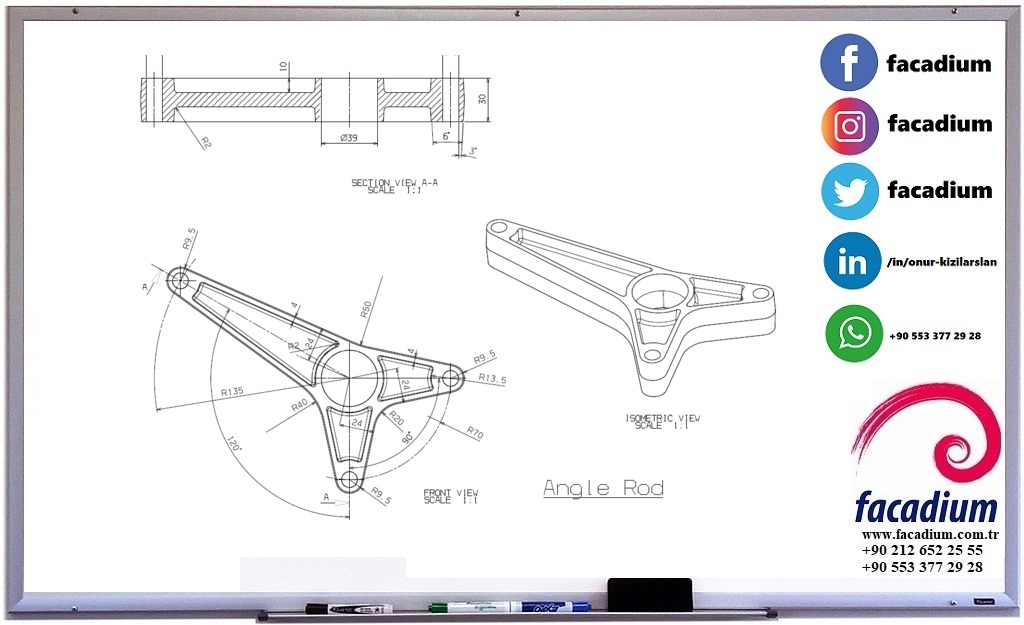 10
30
R2
Ø39
6°
3°
SECTION VIEW A-A
SCALE 1:1
R9.5
A
4
R50
24
R2
4
R9.5
R13.5
24
R135
R40
R20
24
90°
R70
120°
A
R9.5
FRONT VIEW
SCALE 1:1
ISOMETRIC VIEW
SCALE 1:1
Angle Rod
facadium
facadium
facadium
in
/in/onur-kizilarslan
+90 553 377 29 28
facadium
www.facadium.com.tr
+90 212 652 25 55
+90 553 377 29 28